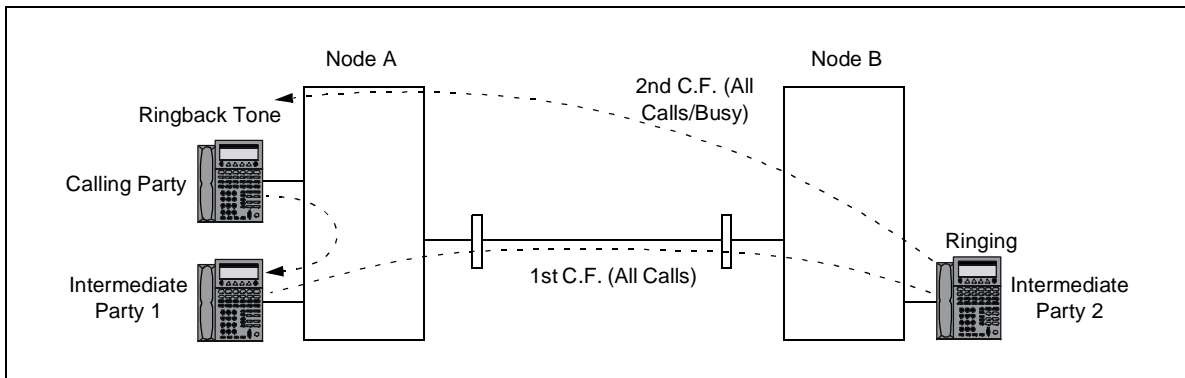 Node A
Node B
2nd C.F. (All
Calls/Busy)
Ringback Tone
Calling Party
Ringing
1st C.F. (All Calls)
Intermediate
Party 1
Intermediate
Party 2